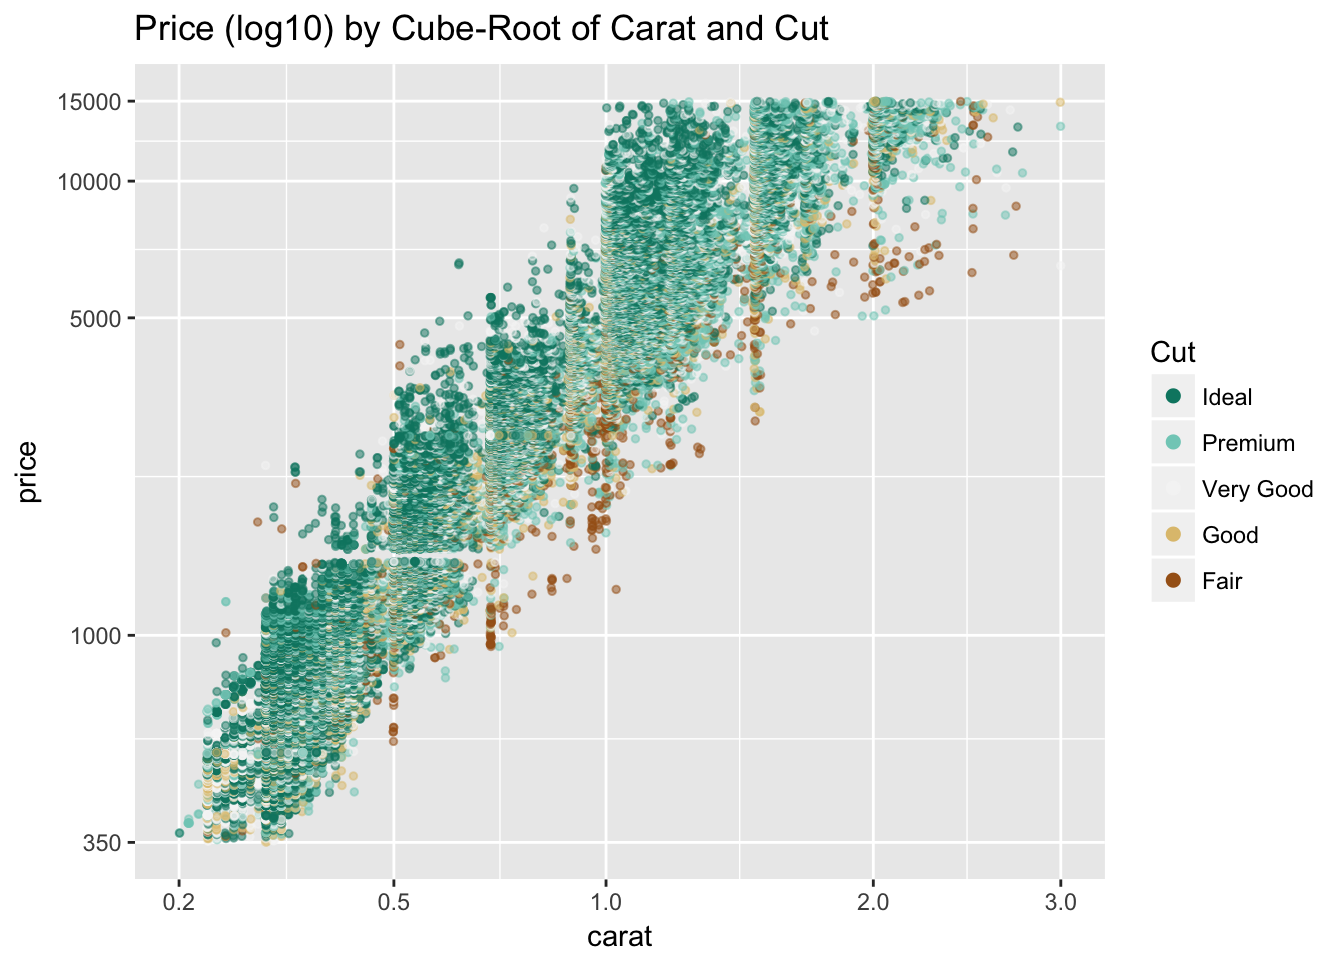 Price (log10) by Cube-Root of Carat and Cut
price
15000
10000
5000
1000
350
0.2 0.5 1.0 2.0 3.0
carat
Cut
Ideal
Premium
Very Good
Good
Fair